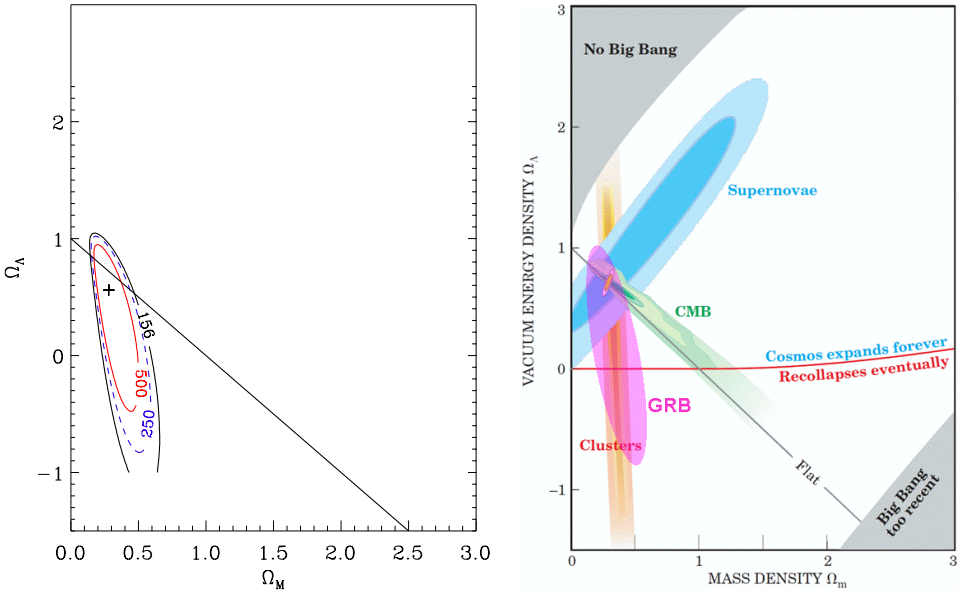 2
1
0
−1
0.0
0.5
1.0
1.5
2.0
2.5
3.0
Ω_M
Ω_Λ
156
500
250
3
2
1
0
−1
0
1
2
3
VACUUM ENERGY DENSITY Ω_Λ
MASS DENSITY Ω_m
No Big Bang
Supernovae
CMB
Cosmos expands forever
Recollapses eventually
GRB
Clusters
Flat
Big Bang
too recent